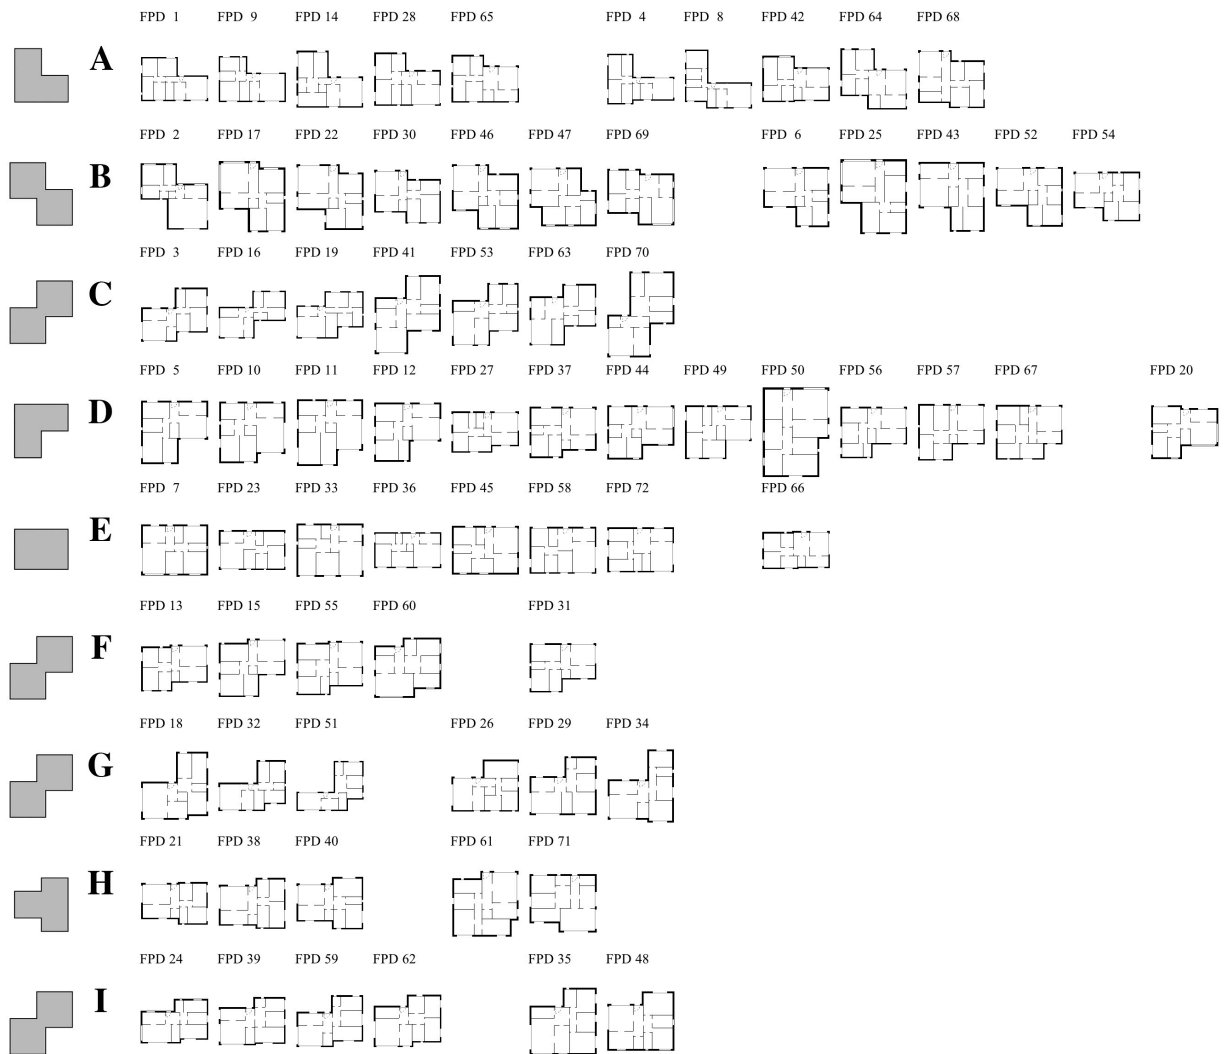 FPD 1 FPD 9 FPD 14 FPD 28 FPD 65 FPD 4 FPD 8 FPD 42 FPD 64 FPD 68
A
FPD 2 FPD 17 FPD 22 FPD 30 FPD 46 FPD 47 FPD 69 FPD 6 FPD 25 FPD 43 FPD 52 FPD 54
B
FPD 3 FPD 16 FPD 19 FPD 41 FPD 53 FPD 63 FPD 70
C
FPD 5 FPD 10 FPD 11 FPD 12 FPD 27 FPD 37 FPD 44 FPD 49 FPD 50 FPD 56 FPD 57 FPD 67 FPD 20
D
FPD 7 FPD 23 FPD 33 FPD 36 FPD 45 FPD 58 FPD 72 FPD 66
E
FPD 13 FPD 15 FPD 55 FPD 60 FPD 31
F
FPD 18 FPD 32 FPD 51 FPD 26 FPD 29 FPD 34
G
FPD 21 FPD 38 FPD 40 FPD 61 FPD 71
H
FPD 24 FPD 39 FPD 59 FPD 62 FPD 35 FPD 48
I